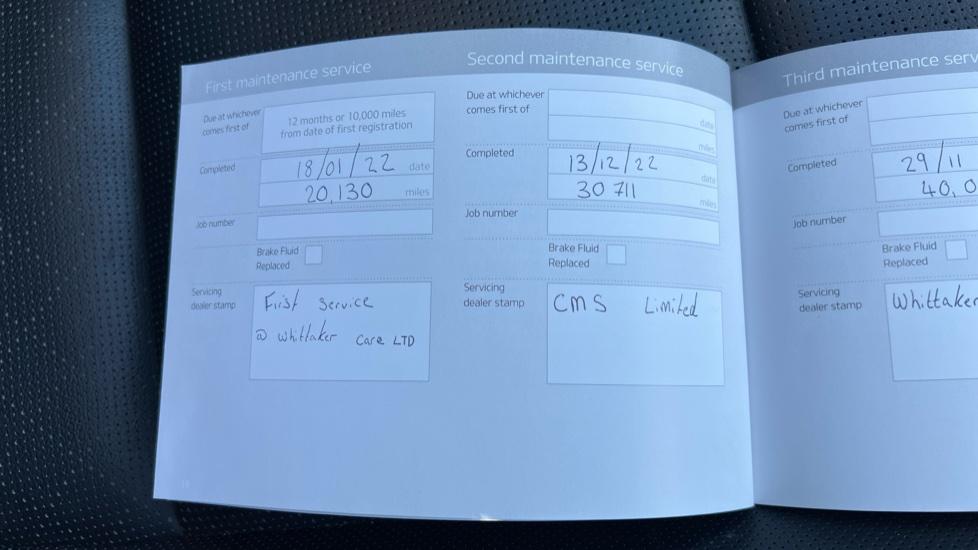 First maintenance service
Due at whichever
comes first of
12 months or 10,000 miles
from date of first registration
Completed
18/01/22 date
20,130 miles
Job number
Brake Fluid
Replaced
Servicing
dealer stamp
First Service
@ Whittaker Care LTD
Second maintenance service
Due at whichever
comes first of
date
miles
Completed
13/12/22 date
30 711 miles
Job number
Brake Fluid
Replaced
Servicing
dealer stamp
CMS Limited
Third maintenance serv
Due at whichever
comes first of
Completed
29/11
40,0
Job number
Brake Fluid
Replaced
Servicing
dealer stamp
Whittaker